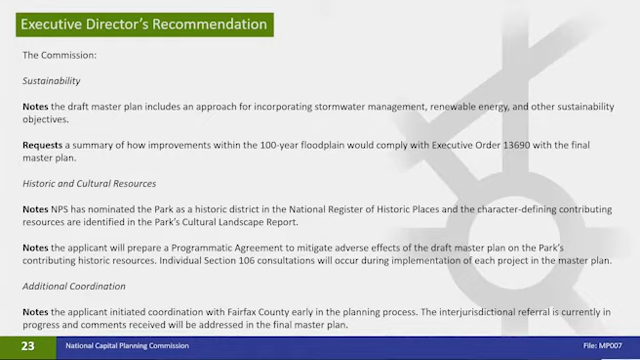 Executive Director's Recommendation
The Commission:
Sustainability
Notes the draft master plan includes an approach for incorporating stormwater management, renewable energy, and other sustainability
objectives.
Requests a summary of how improvements within the 100-year floodplain would comply with Executive Order 13690 with the final
master plan.
Historic and Cultural Resources
Notes NPS has nominated the Park as a historic district in the National Register of Historic Places and the character-defining contributing
resources are identified in the Park's Cultural Landscape Report.
Notes the applicant will prepare a Programmatic Agreement to mitigate adverse effects of the draft master plan on the Park's
contributing historic resources. Individual Section 106 consultations will occur during implementation of each project in the master plan.
Additional Coordination
Notes the applicant initiated coordination with Fairfax County early in the planning process. The interjurisdictional referral is currently in
progress and comments received will be addressed in the final master plan.
23 National Capital Planning Commission File: MP007